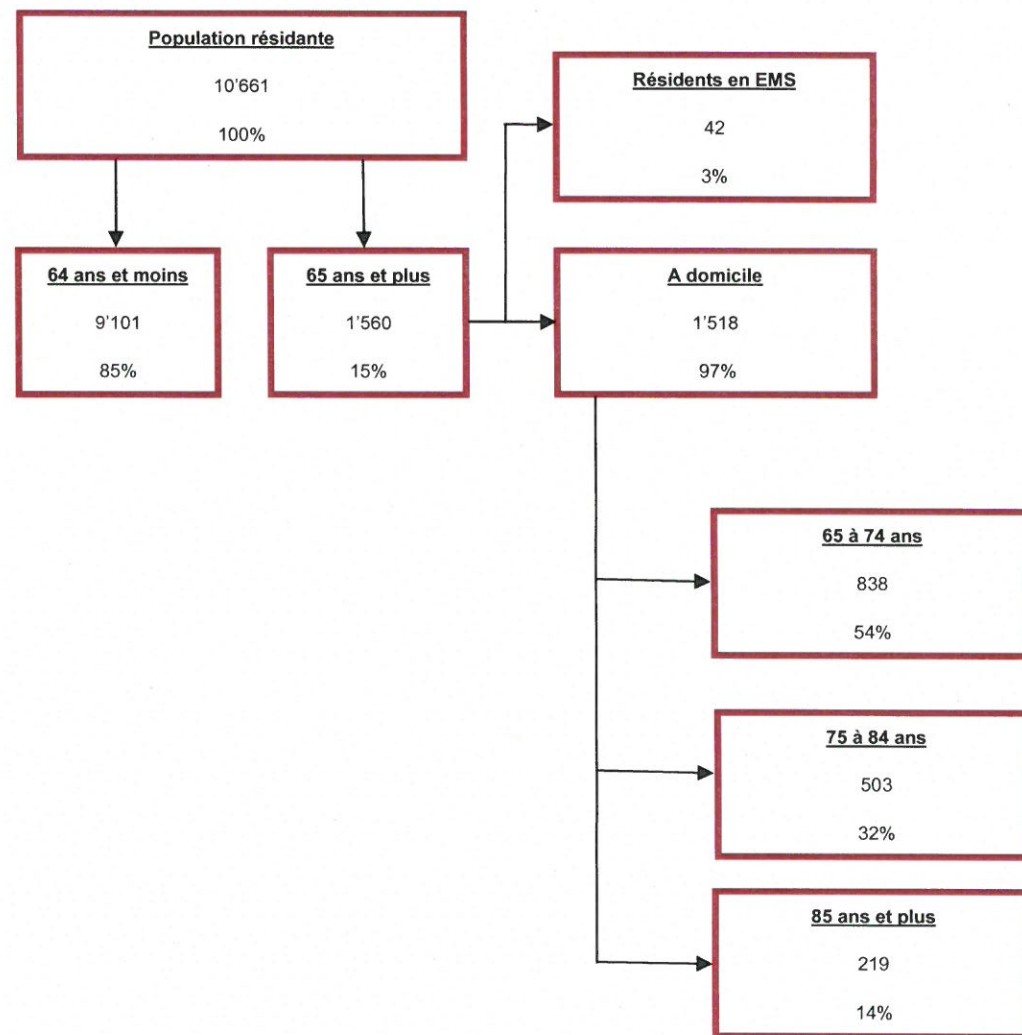 Population résidante
10’661
100%
Résidents en EMS
42
3%
64 ans et moins
9’101
85%
65 ans et plus
1’560
15%
A domicile
1’518
97%
65 à 74 ans
838
54%
75 à 84 ans
503
32%
85 ans et plus
219
14%